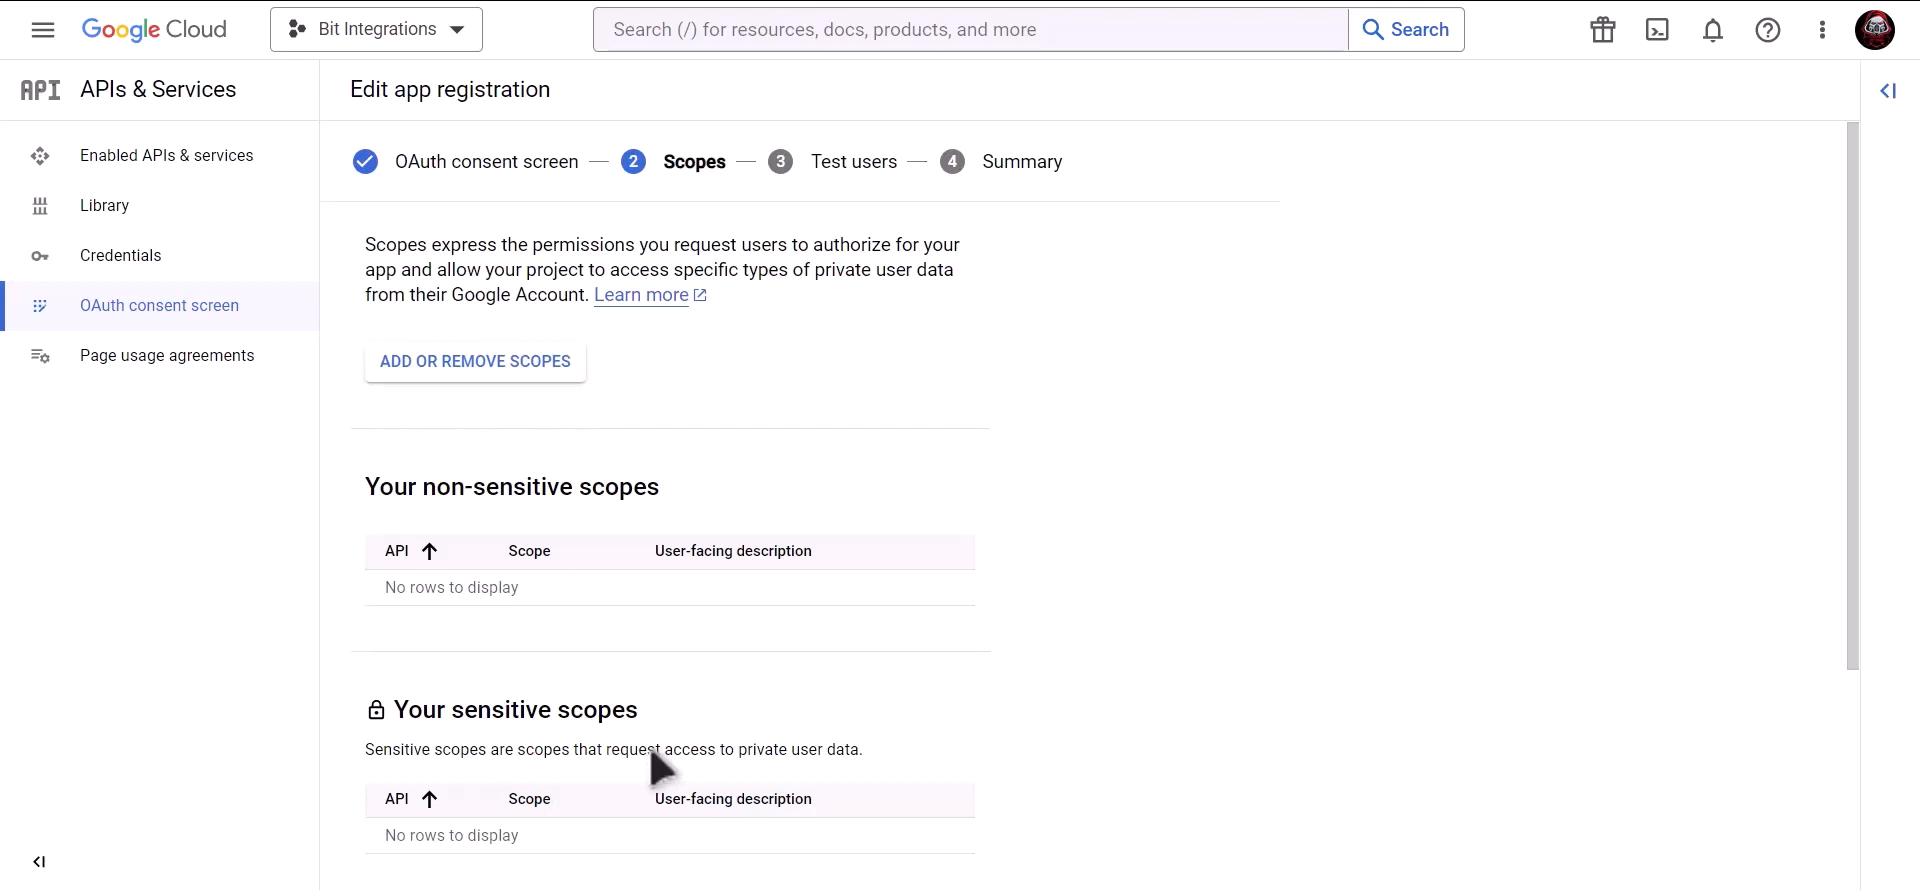 Google Cloud
Bit Integrations
Search (/) for resources, docs, products, and more
Search
API
APIs & Services
Edit app registration
Enabled APIs & services
Library
Credentials
OAuth consent screen
Page usage agreements
OAuth consent screen
2 Scopes
3 Test users
4 Summary
Scopes express the permissions you request users to authorize for your
app and allow your project to access specific types of private user data
from their Google Account. Learn more
ADD OR REMOVE SCOPES
Your non-sensitive scopes
API Scope User-facing description
No rows to display
Your sensitive scopes
Sensitive scopes are scopes that request access to private user data.
API Scope User-facing description
No rows to display